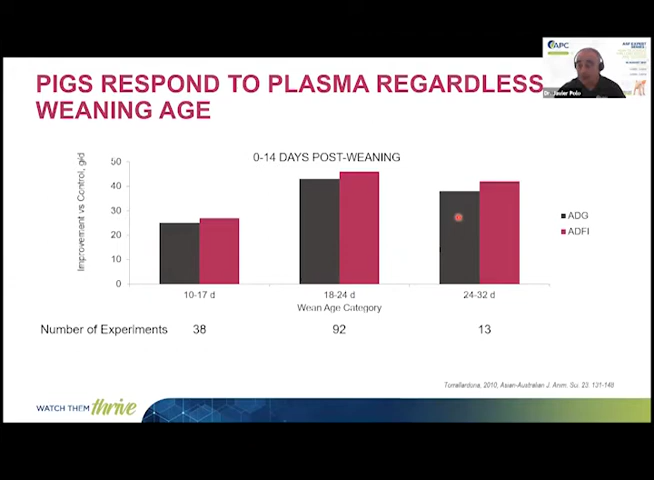 PIGS RESPOND TO PLASMA REGARDLESS
WEANING AGE
APC
Dr. Javier Polo
0-14 DAYS POST-WEANING
Improvement vs Control, g/d
50
40
30
20
10
0
ADG
ADFI
10-17 d
18-24 d
24-32 d
Wean Age Category
Number of Experiments
38
92
13
Torrallardona, 2010, Asian-Australian J. Anim. Sci. 23, 131-148
WATCH THEM thrive